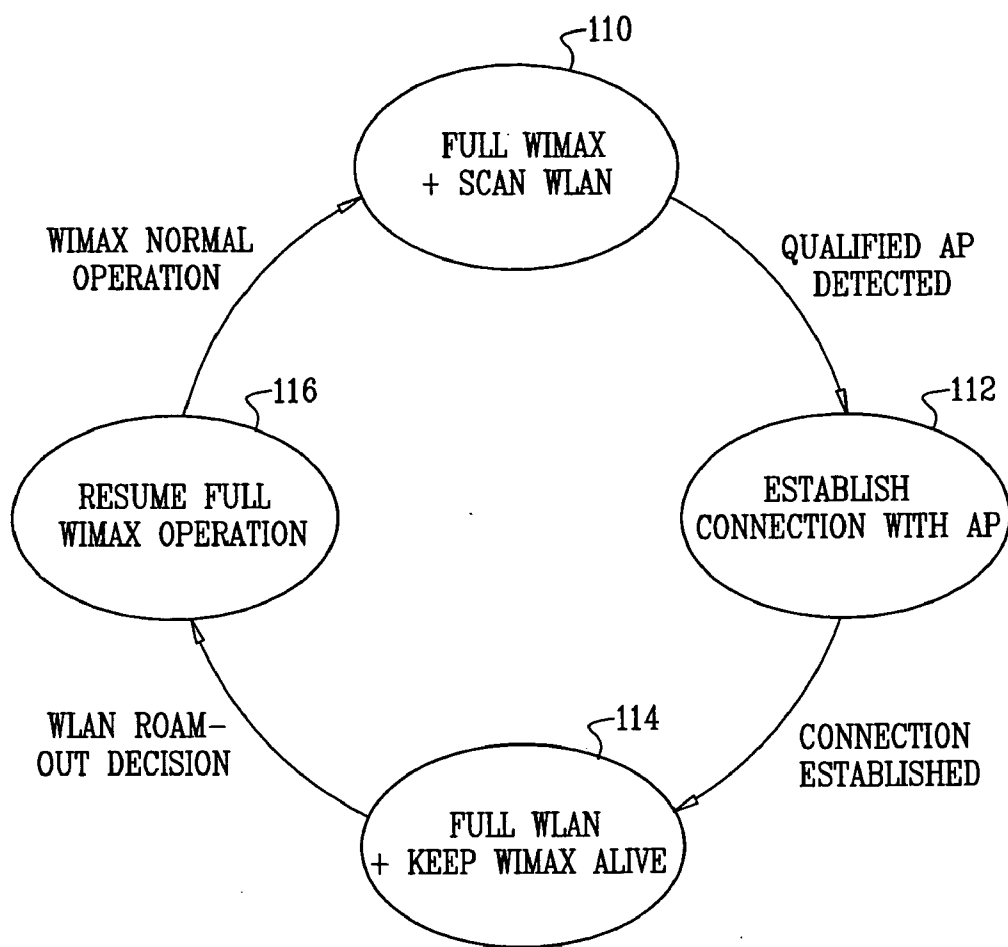 110
FULL WIMAX
+ SCAN WLAN
WIMAX NORMAL
OPERATION
QUALIFIED AP
DETECTED
116
112
RESUME FULL
WIMAX OPERATION
ESTABLISH
CONNECTION WITH AP
WLAN ROAM-
OUT DECISION
114
CONNECTION
ESTABLISHED
FULL WLAN
+ KEEP WIMAX ALIVE